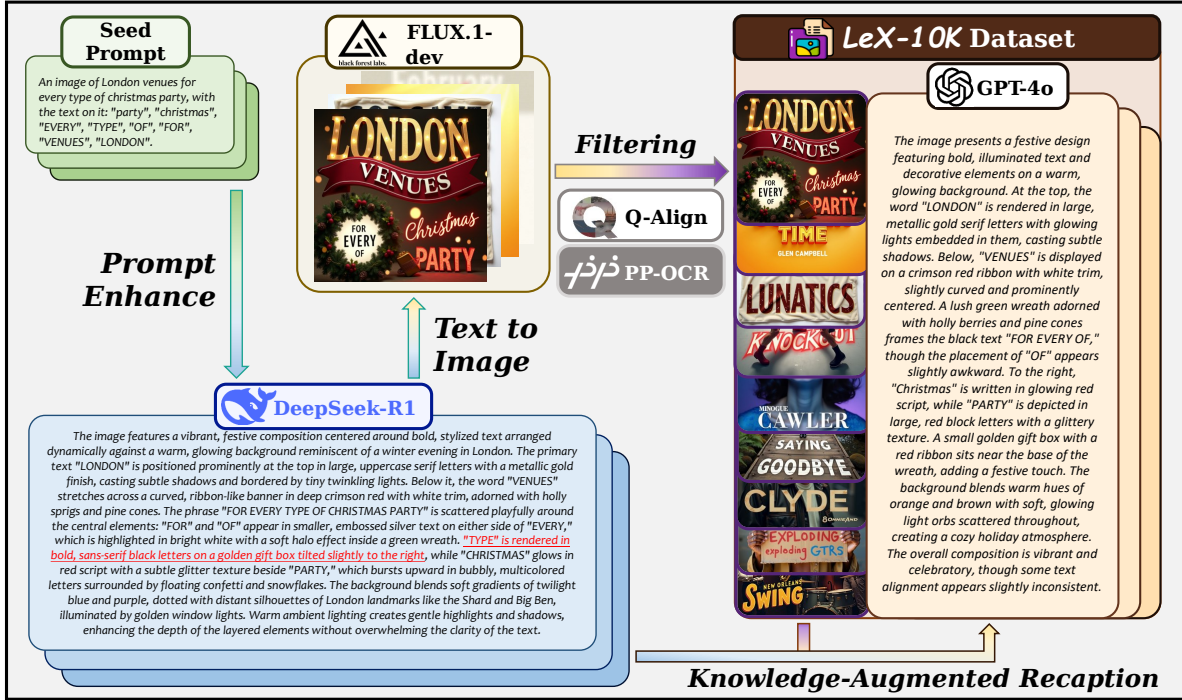 Seed
Prompt
An image of London venues for
every type of christmas party, with
the text on it: "party", "christmas",
"EVERY", "TYPE", "OF", "FOR",
"VENUES", "LONDON".
Prompt
Enhance
black forest labs.
FLUX.1-
dev
February
LONDON
VENUES
FOR
EVERY
OF
Christmas
PARTY
Text to
Image
Filtering
Q-Align
PP-OCR
DeepSeek-R1
The image features a vibrant, festive composition centered around bold, stylized text arranged
dynamically against a warm, glowing background reminiscent of a winter evening in London. The primary
text "LONDON" is positioned prominently at the top in large, uppercase serif letters with a metallic gold
finish, casting subtle shadows and bordered by tiny twinkling lights. Below it, the word "VENUES"
stretches across a curved, ribbon-like banner in deep crimson red with white trim, adorned with holly
sprigs and pine cones. The phrase "FOR EVERY TYPE OF CHRISTMAS PARTY" is scattered playfully around
the central elements: "FOR" and "OF" appear in smaller, embossed silver text on either side of "EVERY,"
which is highlighted in bright white with a soft halo effect inside a green wreath. "TYPE" is rendered in
bold, sans-serif black letters on a golden gift box tilted slightly to the right, while "CHRISTMAS" glows in
red script with a subtle glitter texture beside "PARTY," which bursts upward in bubbly, multicolored
letters surrounded by floating confetti and snowflakes. The background blends soft gradients of twilight
blue and purple, dotted with distant silhouettes of London landmarks like the Shard and Big Ben,
illuminated by golden window lights. Warm ambient lighting creates gentle highlights and shadows,
enhancing the depth of the layered elements without overwhelming the clarity of the text.
LeX-10K Dataset
GPT-4o
LONDON
VENUES
FOR
EVERY
OF
Christmas
PARTY
TIME
GLEN CAMPBELL
LUNATICS
KNOCKOUT
MINOGUE
CAWLER
SAYING
GOODBYE
CLYDE
BONNIE AND
EXPLODING
exploding GTRS
NEW ORLEANS
SWING
The image presents a festive design
featuring bold, illuminated text and
decorative elements on a warm,
glowing background. At the top, the
word "LONDON" is rendered in large,
metallic gold serif letters with glowing
lights embedded in them, casting subtle
shadows. Below, "VENUES" is displayed
on a crimson red ribbon with white trim,
slightly curved and prominently
centered. A lush green wreath adorned
with holly berries and pine cones
frames the black text "FOR EVERY OF,"
though the placement of "OF" appears
slightly awkward. To the right,
"Christmas" is written in glowing red
script, while "PARTY" is depicted in
large, red block letters with a glittery
texture. A small golden gift box with a
red ribbon sits near the base of the
wreath, adding a festive touch. The
background blends warm hues of
orange and brown with soft, glowing
light orbs scattered throughout,
creating a cozy holiday atmosphere.
The overall composition is vibrant and
celebratory, though some text
alignment appears slightly inconsistent.
Knowledge-Augmented Recaption